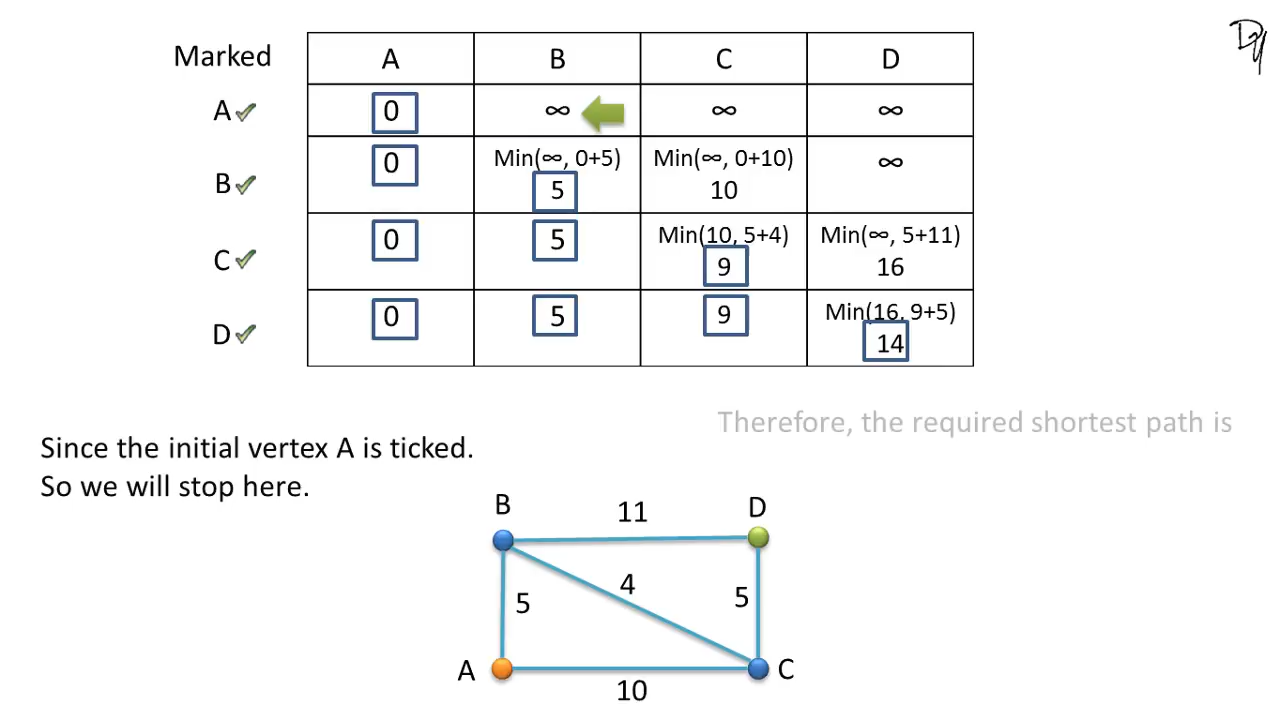 Marked A B C D
A 0 ∞ ∞ ∞
B 0 Min(∞, 0+5) Min(∞, 0+10) ∞
5 10
C 0 5 Min(10, 5+4) Min(∞, 5+11)
9 16
D 0 5 9 Min(16, 9+5)
14
Therefore, the required shortest path is
Since the initial vertex A is ticked.
So we will stop here.
B 11 D
5 4 5
A C
10